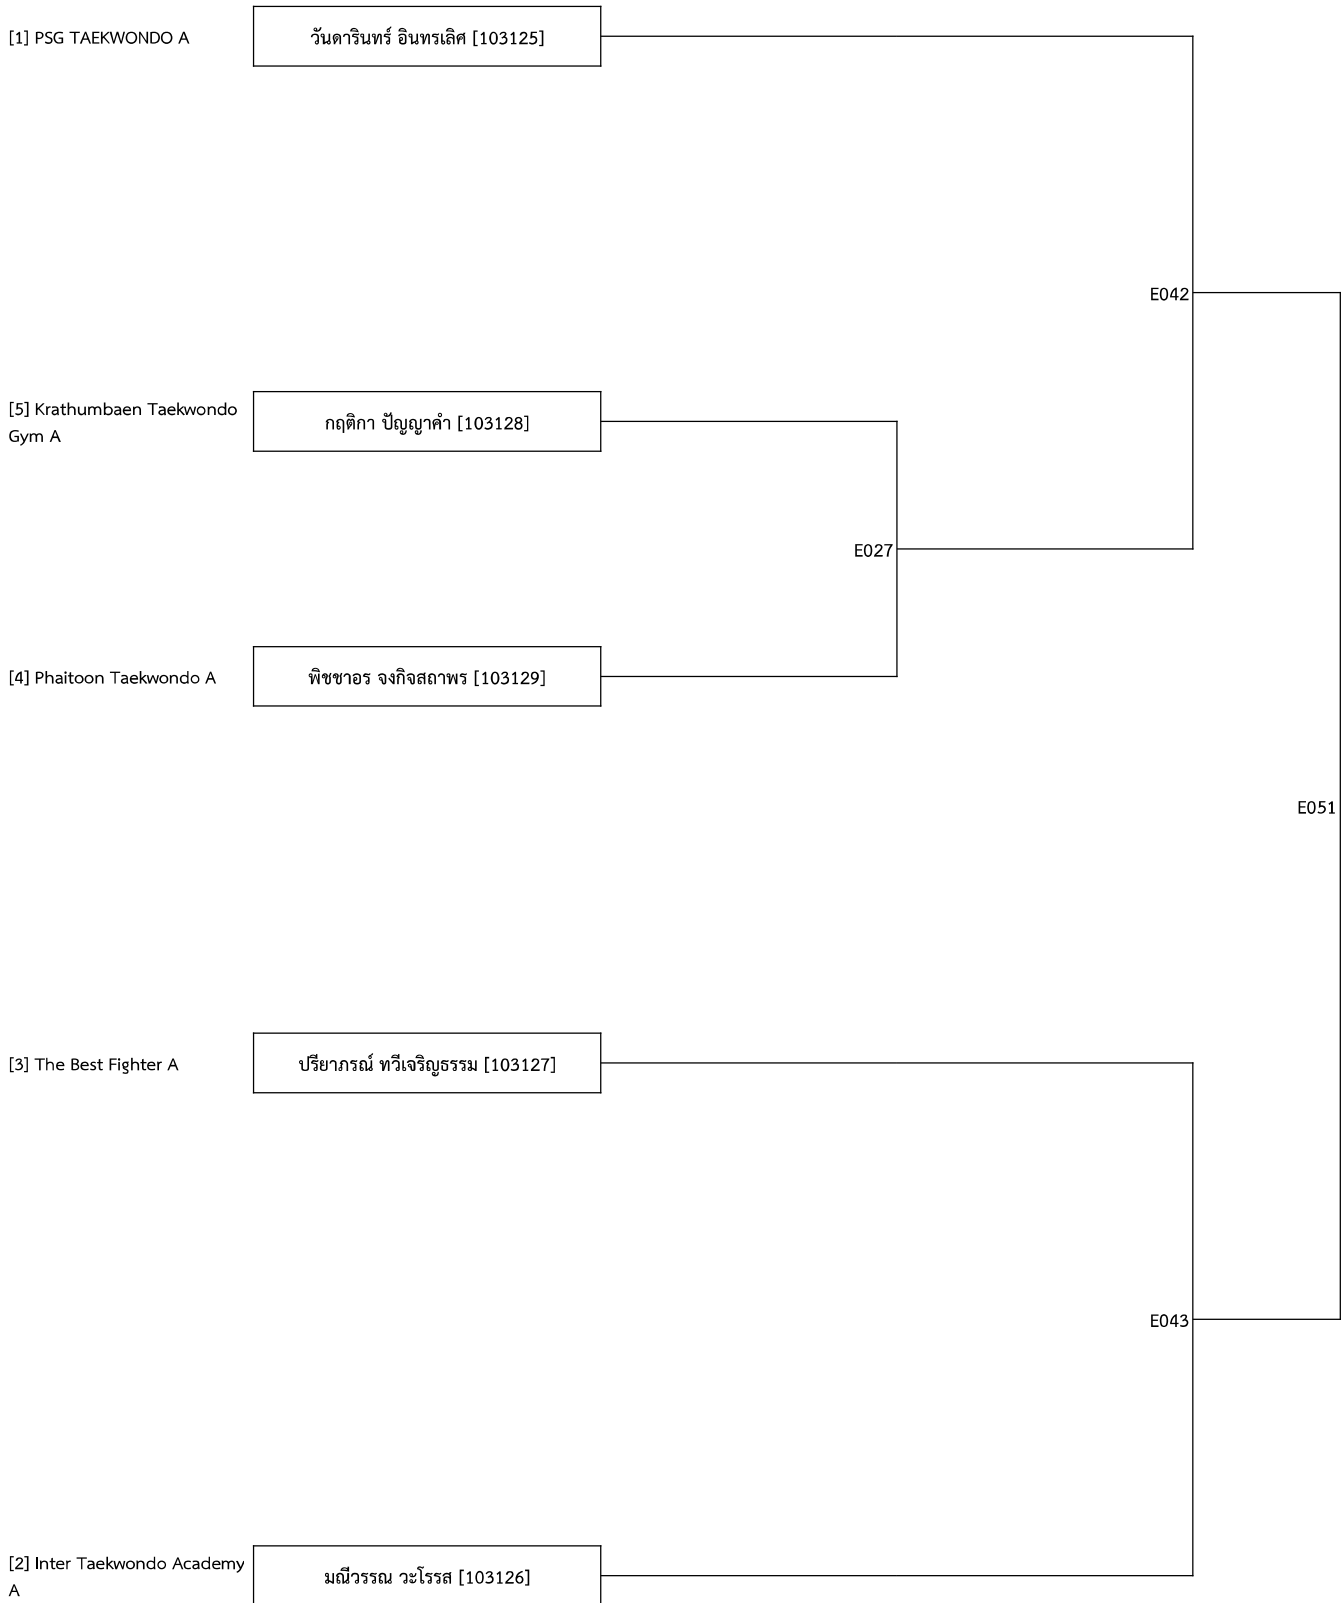 [1] PSG TAEKWONDO A
วันดารินทร์ อินทรเลิศ [103125]
E042
[5] Krathumbaen Taekwondo
Gym A
กฤติกา ปัญญาคำ [103128]
E027
[4] Phaitoon Taekwondo A
พิชชาอร จงกิจสถาพร [103129]
E051
[3] The Best Fighter A
ปรียาภรณ์ ทวีเจริญธรรม [103127]
E043
[2] Inter Taekwondo Academy
A
มณีวรรณ วะโรรส [103126]